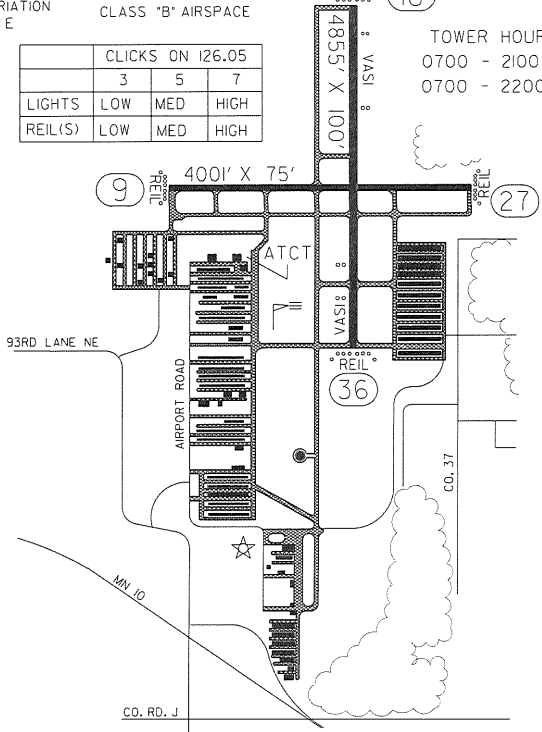 RIATION
E
CLASS "B" AIRSPACE
CLICKS ON 126.05
3 5 7
LIGHTS LOW MED HIGH
REIL(S) LOW MED HIGH
18
TOWER HOUR
0700 - 2100
0700 - 2200
4855' X 100'
VASI
4001' X 75'
9
REIL
REIL
27
ATCT
VASI
REIL
36
93RD LANE NE
AIRPORT ROAD
CO. 37
MN 10
CO. RD. J